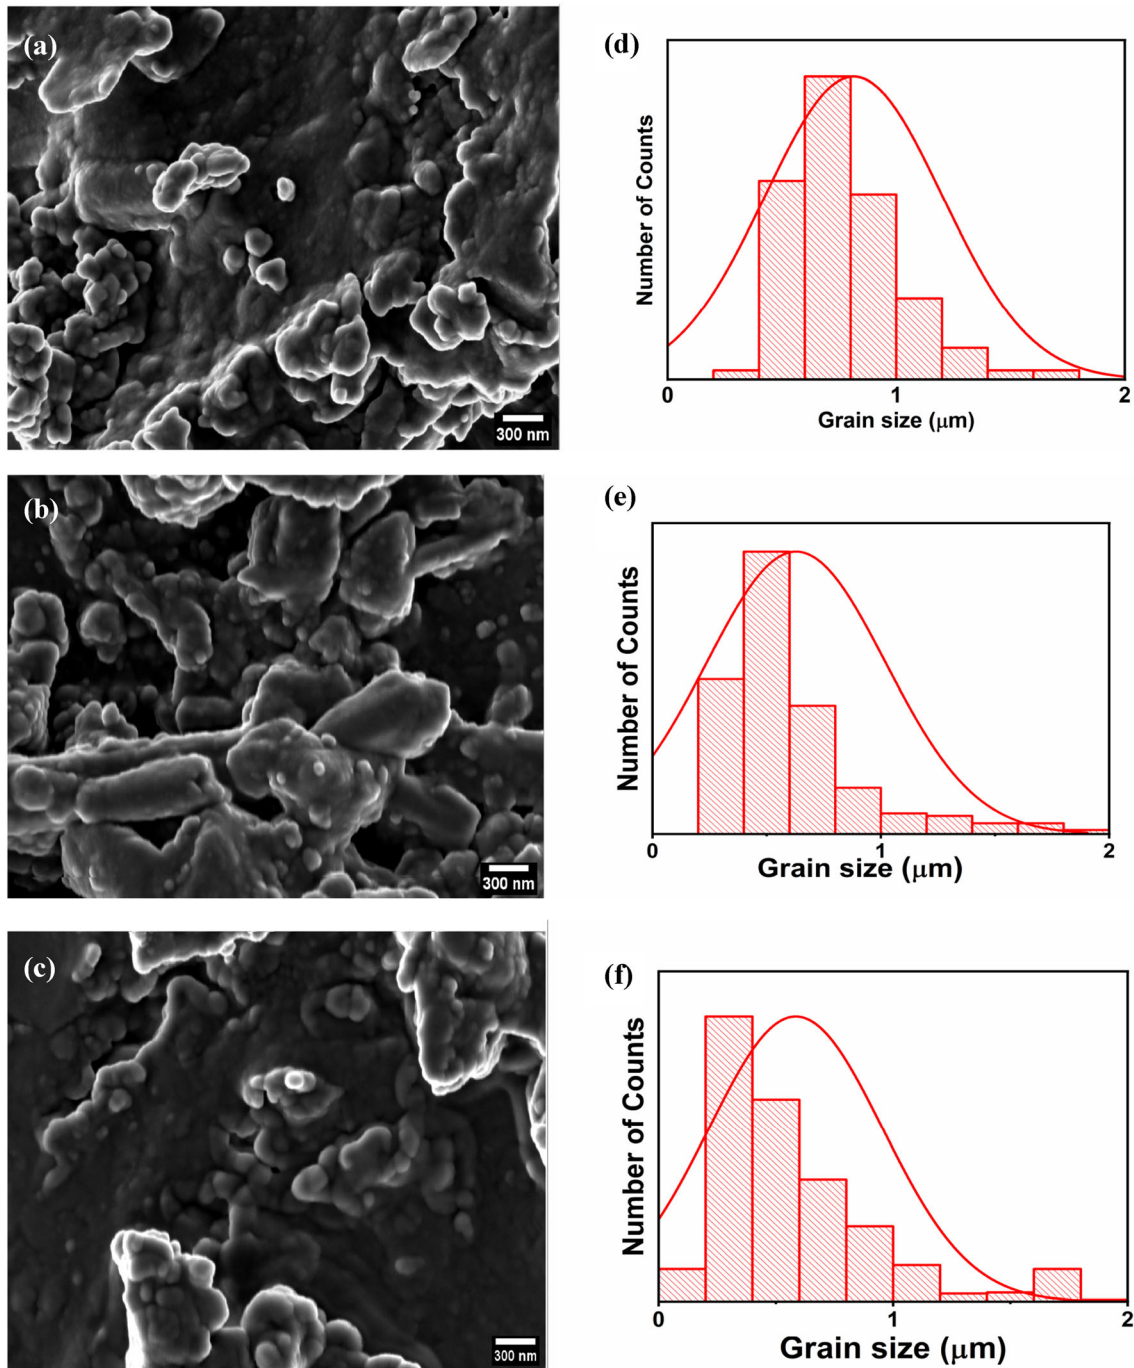 (a)
300 nm
(d)
Number of Counts
0
1
2
Grain size (μm)
(b)
300 nm
(e)
Number of Counts
0
1
2
Grain size (μm)
(c)
300 nm
(f)
Number of Counts
0
1
2
Grain size (μm)